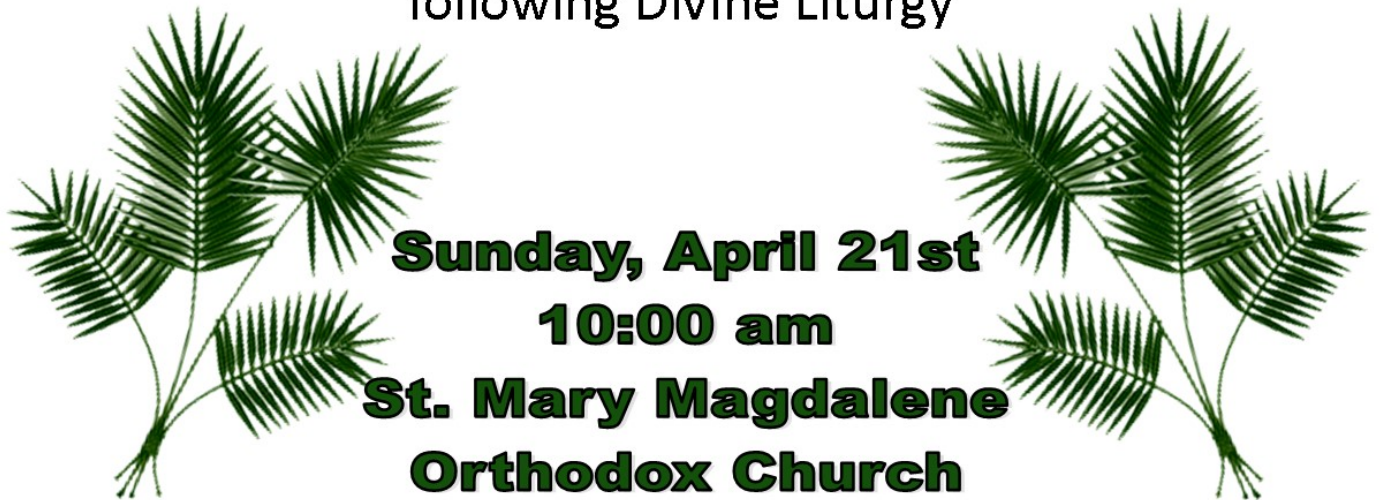 following Divine Liturgy
Sunday, April 21st
10:00 am
St. Mary Magdalene
Orthodox Church